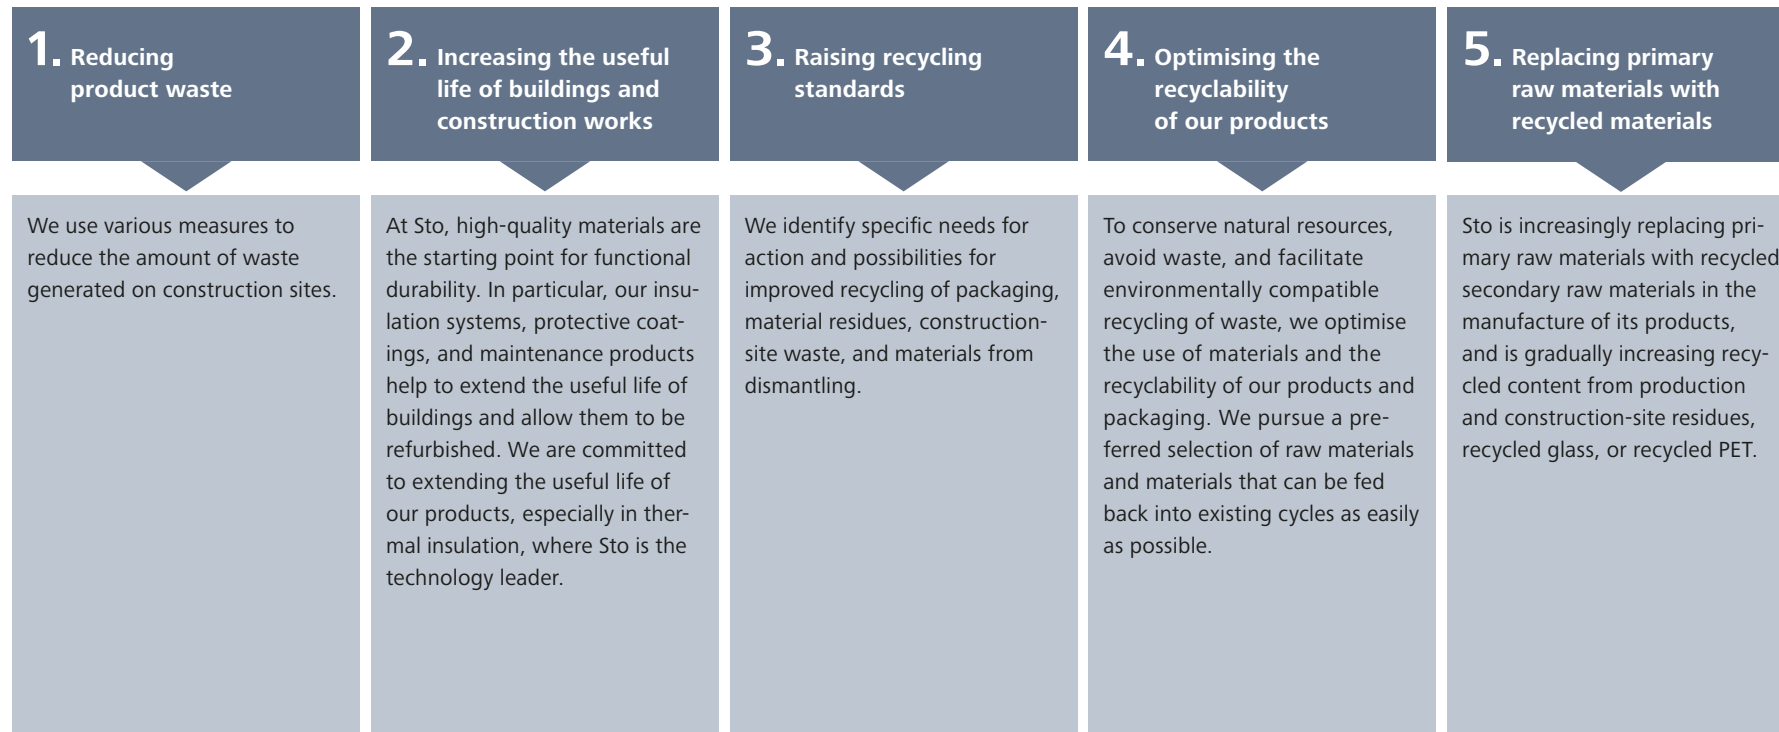 1. Reducing
product waste
We use various measures to
reduce the amount of waste
generated on construction sites.
2. Increasing the useful
life of buildings and
construction works
At Sto, high-quality materials are
the starting point for functional
durability. In particular, our insu-
lation systems, protective coat-
ings, and maintenance products
help to extend the useful life of
buildings and allow them to be
refurbished. We are committed
to extending the useful life of
our products, especially in ther-
mal insulation, where Sto is the
technology leader.
3. Raising recycling
standards
We identify specific needs for
action and possibilities for
improved recycling of packaging,
material residues, construction-
site waste, and materials from
dismantling.
4. Optimising the
recyclability
of our products
To conserve natural resources,
avoid waste, and facilitate
environmentally compatible
recycling of waste, we optimise
the use of materials and the
recyclability of our products and
packaging. We pursue a pre-
ferred selection of raw materials
and materials that can be fed
back into existing cycles as easily
as possible.
5. Replacing primary
raw materials with
recycled materials
Sto is increasingly replacing pri-
mary raw materials with recycled
secondary raw materials in the
manufacture of its products,
and is gradually increasing recy-
cled content from production
and construction-site residues,
recycled glass, or recycled PET.